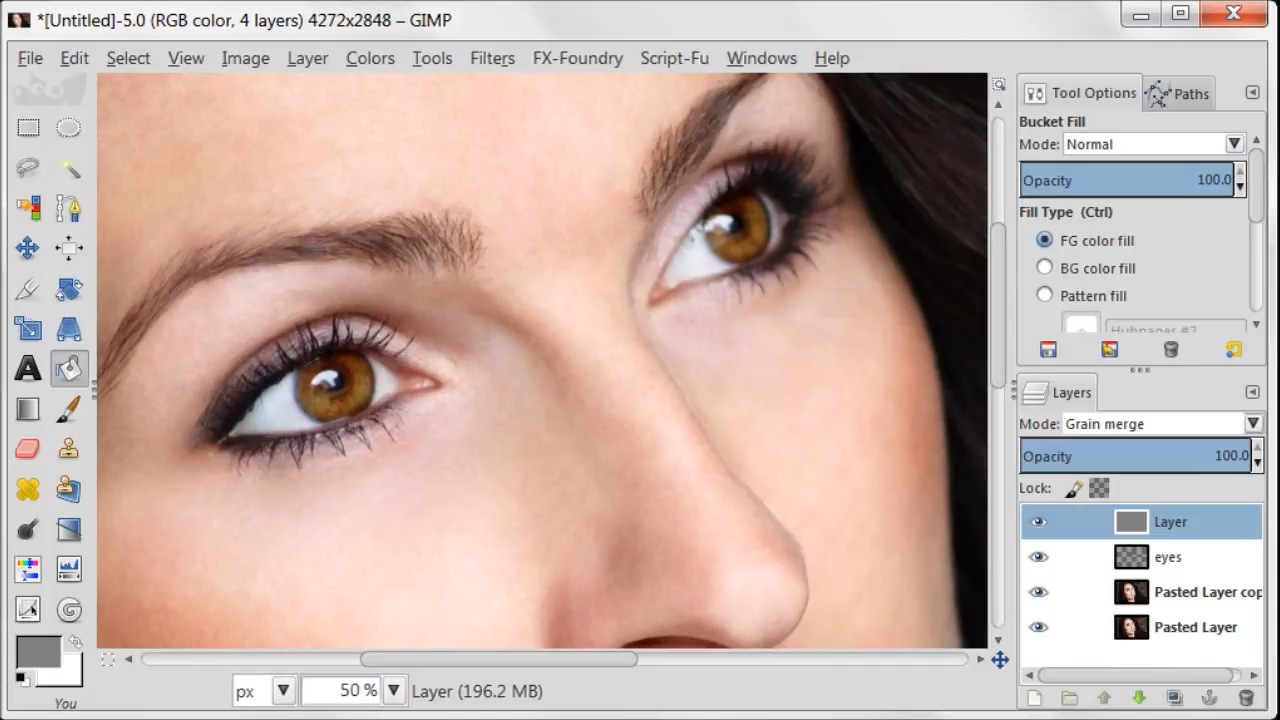 *[Untitled]-5.0 (RGB color, 4 layers) 4272x2848 – GIMP
File Edit Select View Image Layer Colors Tools Filters FX-Foundry Script-Fu Windows Help
Tool Options Paths
Bucket Fill
Mode: Normal
Opacity 100.0
Fill Type (Ctrl)
FG color fill
BG color fill
Pattern fill
Layers
Mode: Grain merge
Opacity 100.0
Lock:
Layer
eyes
Pasted Layer cop
Pasted Layer
px 50 % Layer (196.2 MB)
You